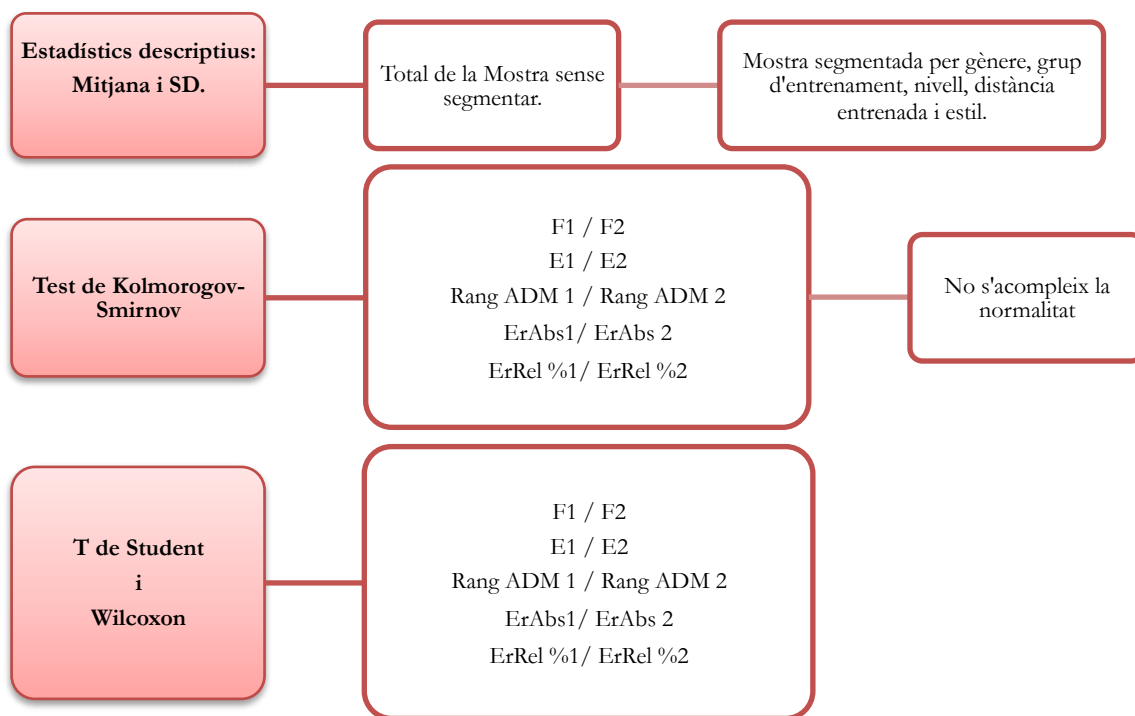 Estadístics descriptius:
Mitjana i SD.
Total de la Mostra sense
segmentar.
Mostra segmentada per gènere, grup
d'entrenament, nivell, distància
entrenada i estil.
Test de Kolmorogov-
Smirnov
F1 / F2
E1 / E2
Rang ADM 1 / Rang ADM 2
ErAbs1/ ErAbs 2
ErRel %1/ ErRel %2
No s'acompleix la
normalitat
T de Student
i
Wilcoxon
F1 / F2
E1 / E2
Rang ADM 1 / Rang ADM 2
ErAbs1/ ErAbs 2
ErRel %1/ ErRel %2